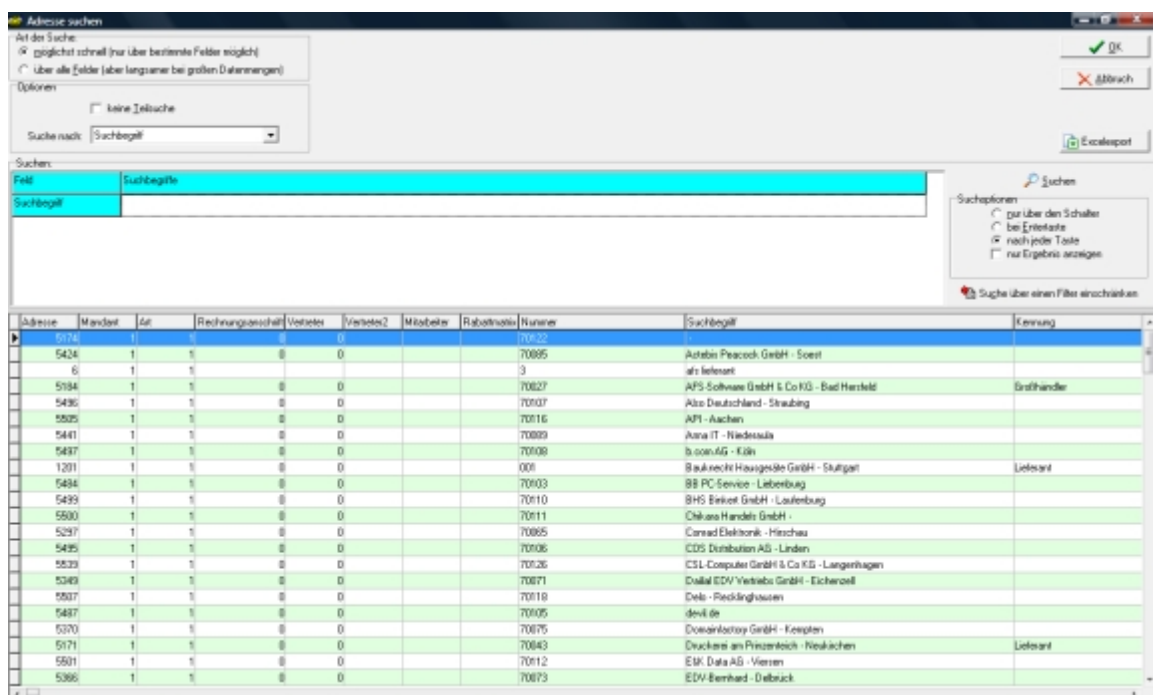 Adresse suchen
Art der Suche:
möglichst schnell (nur über bestimmte Felder möglich)
über alle Felder (aber langsamer bei großen Datenmengen)
Optionen
keine Teilsuche
Suche nach: Suchbegriff
OK
Abbruch
Excelexport
Suchen:
Feld Suchbegriffe
Suchbegriff
Suchen
Suchoptionen
nur über den Schalter
bei Entertaste
nach jeder Taste
nur Ergebnis anzeigen
Suche über einen Filter einschränken
Adresse Mandant Art Rechnungsanschrift Vertreter Vertreter2 Mitarbeiter Rabattmatrix Nummer Suchbegriff Kennung
5174 1 1 0 0 70122 -
5424 1 1 0 0 Peacock GmbH - Soest
6 1 1 3 afs lieferant
5184 1 1 0 0 70027 AFS-Software GmbH & Co KG - Bad Hersfeld Großhändler
5496 1 1 0 0 70107 Also Deutschland - Straubing
5505 1 1 0 0 70116 API - Aachen
5441 1 1 0 0 IT - Niederaula
5497 1 1 0 0 70108 b.com AG - Köln
1201 1 1 0 0 001 Bauknecht Hausgeräte GmbH - Stuttgart Lieferant
5484 1 1 0 0 70103 BB PC-Service - Liebenburg
5499 1 1 0 0 70110 BHS Binkert GmbH - Laufenburg
5500 1 1 0 0 70111 Chikara Handels GmbH -
5297 1 1 0 0 70065 Conrad Elektronik - Hirschau
5495 1 1 0 0 70106 COS Distribution AG - Linden
5539 1 1 0 0 70126 CSL-Computer GmbH & Co KG - Langenhagen
5349 1 1 0 0 70071 EDV Vertriebs GmbH - Eichenzell
5507 1 1 0 0 70118 Delo - Recklinghausen
5487 1 1 0 0 70105 devil.de
5370 1 1 0 0 70075 Domainfactory GmbH - Kempten
5171 1 1 0 0 70043 Druckerei am Prinzenteich - Neukirchen Lieferant
5501 1 1 0 0 70112 Data AG - Viersen
5366 1 1 0 0 70073 EDV-Bernhard - Delbrück